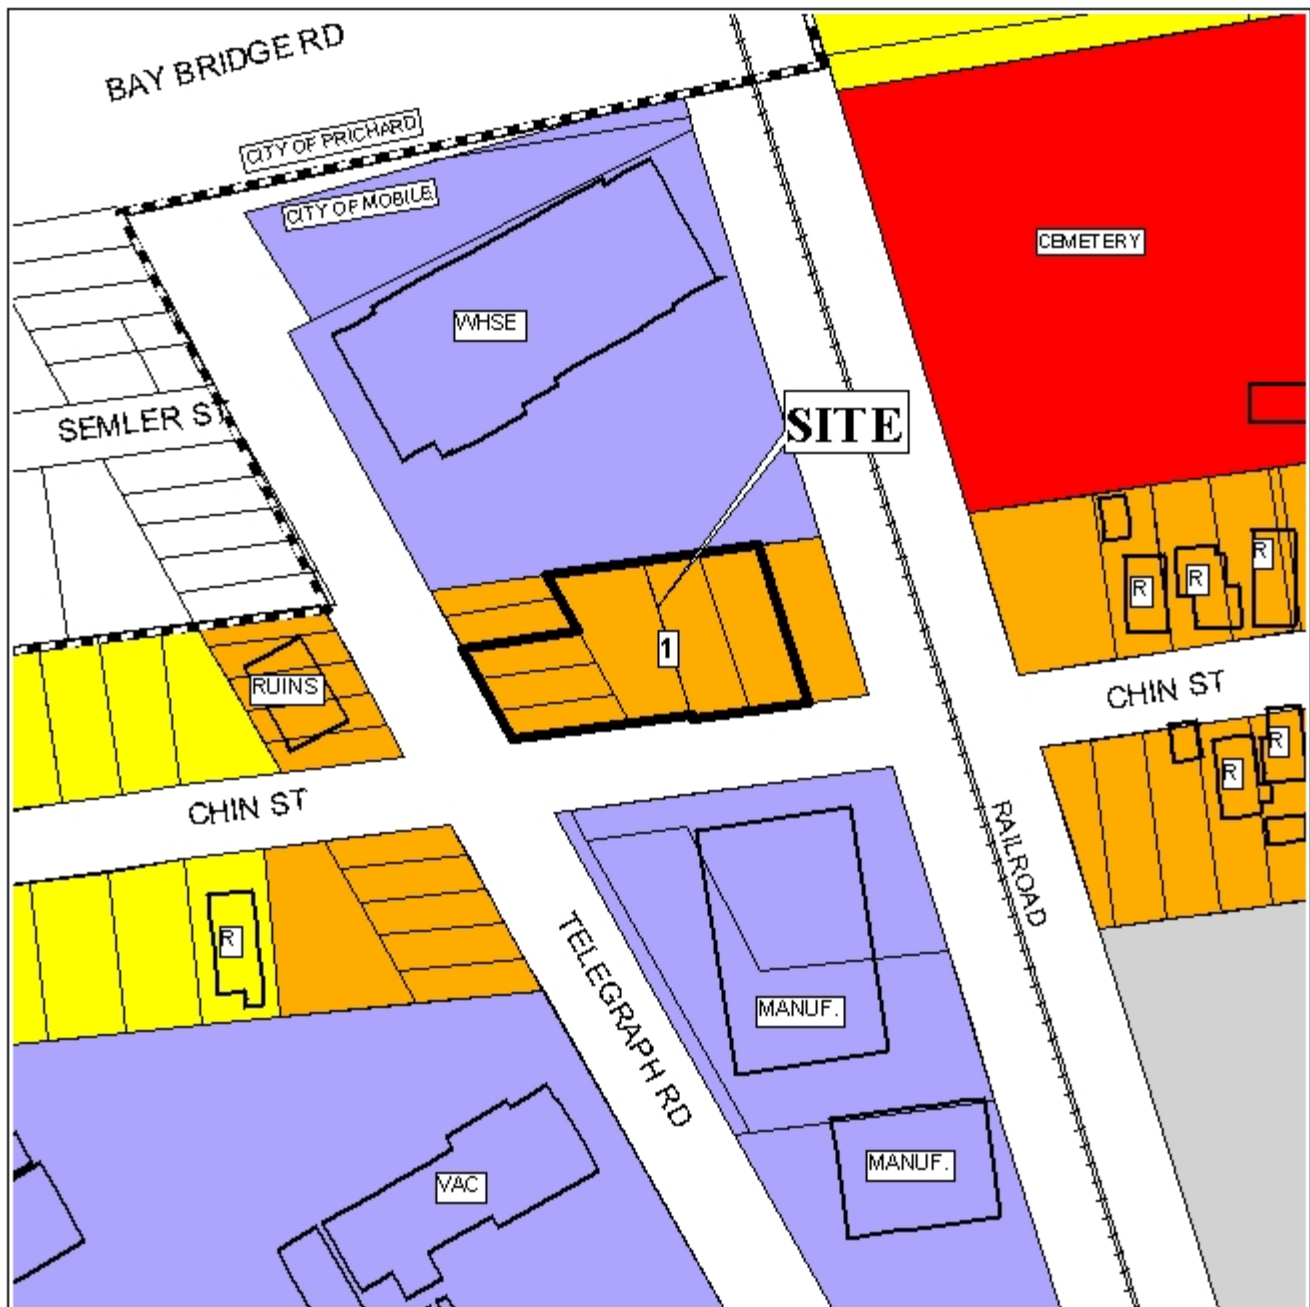 BAY BRIDGE RD
CITY OF PRICHARD
CITY OF MOBILE
CEMETERY
WHSE
SEMLER ST
SITE
R
R
R
1
RUINS
CHIN ST
R
R
CHIN ST
RAILROAD
R
TELEGRAPH RD
MANUF.
MANUF.
VAC